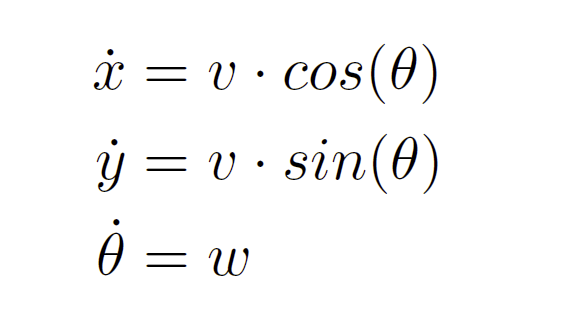 ẋ = v · cos(θ)
ẏ = v · sin(θ)
θ̇ = w